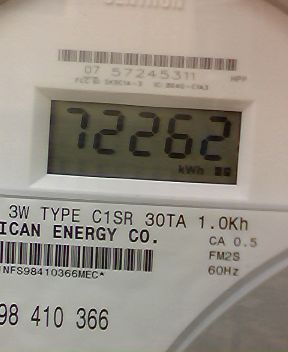 07 57245311 HPP
72262
kWh
3W TYPE C1SR 30TA 1.0Kh
ICAN ENERGY CO.
CA 0.5
FM2S
60Hz
NFS98410366MEC*
98 410 366